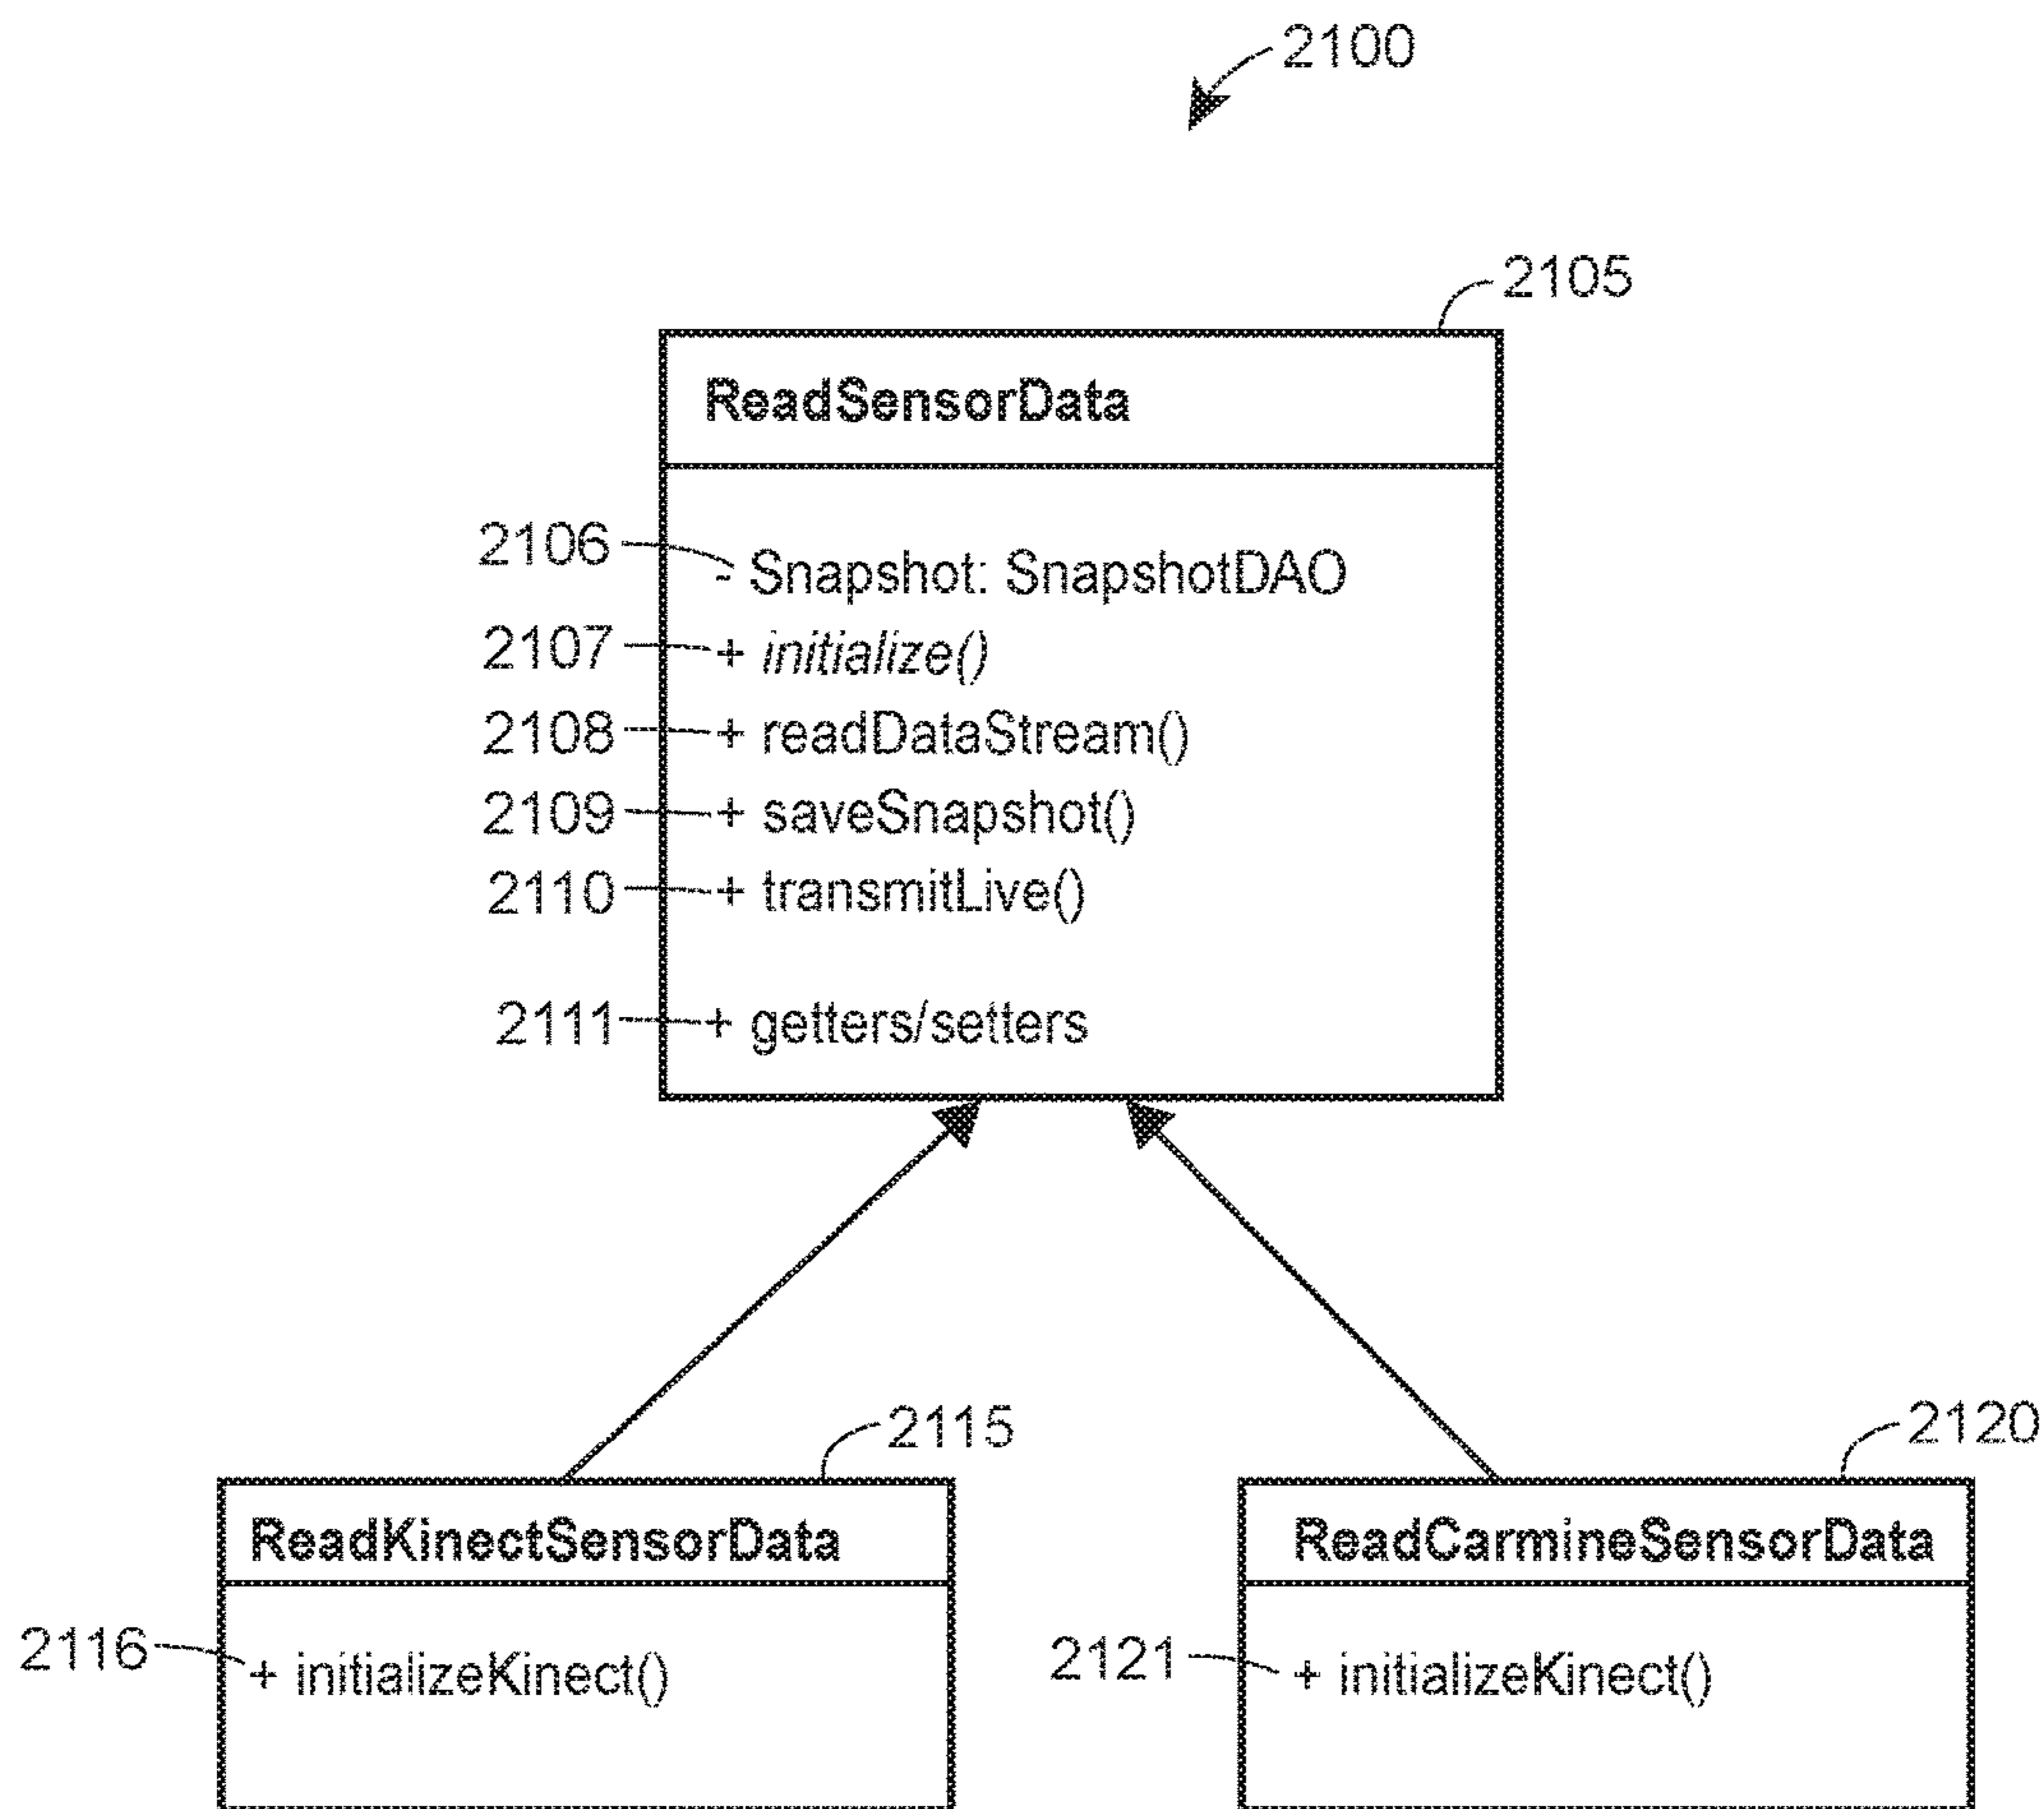 2100
2105
ReadSensorData
2106 - Snapshot: SnapshotDAO
2107 + initialize()
2108 + readDataStream()
2109 + saveSnapshot()
2110 + transmitLive()
2111 + getters/setters
2115
2120
ReadKinectSensorData
ReadCarmineSensorData
2116 + initializeKinect()
2121 + initializeKinect()